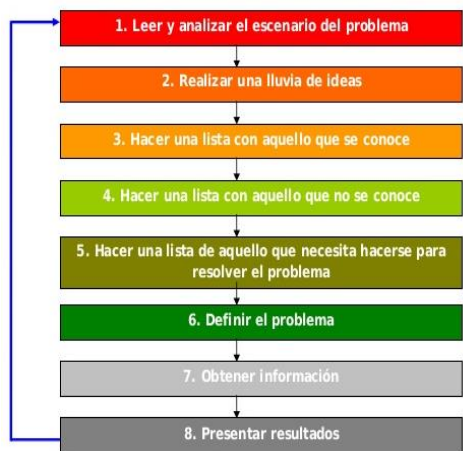 1. Leer y analizar el escenario del problema
2. Realizar una lluvia de ideas
3. Hacer una lista con aquello que se conoce
4. Hacer una lista con aquello que no se conoce
5. Hacer una lista de aquello que necesita hacerse para
resolver el problema
6. Definir el problema
7. Obtener información
8. Presentar resultados